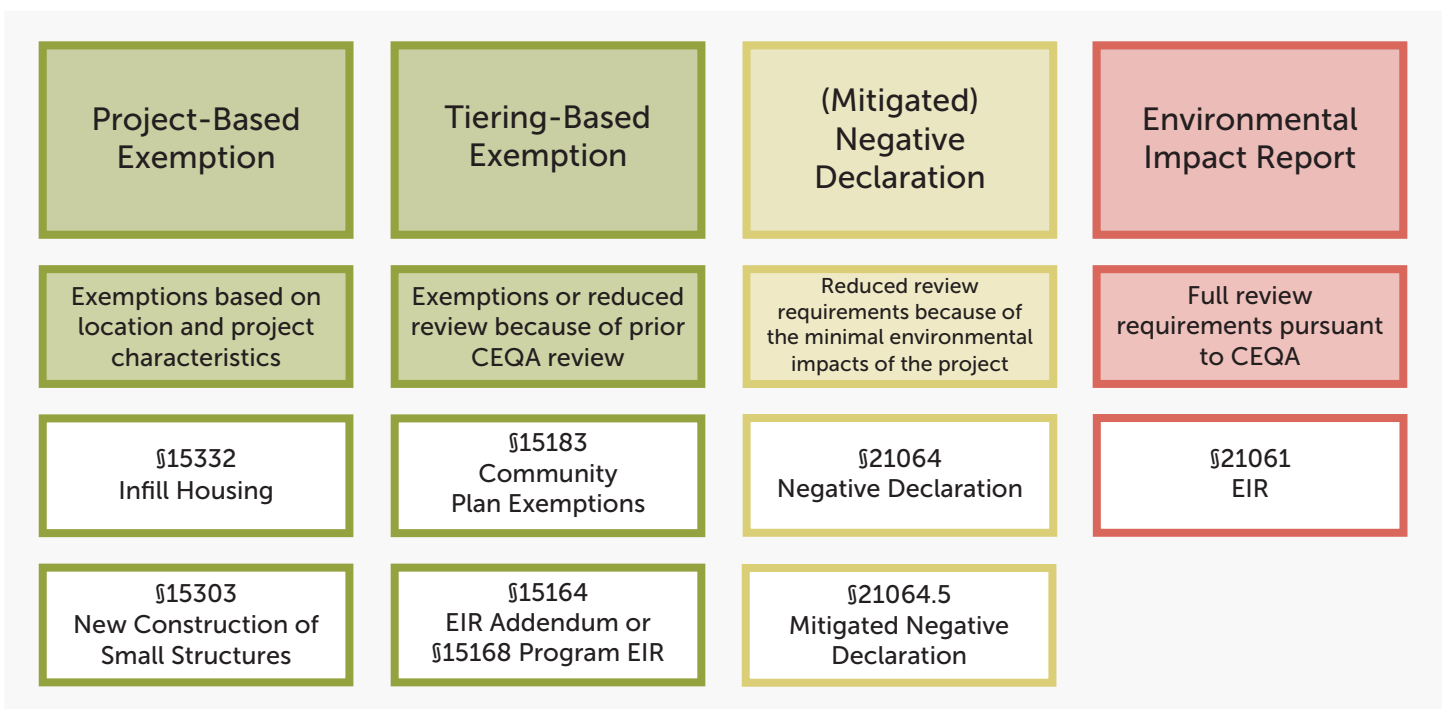 Project-Based
Exemption
Tiering-Based
Exemption
(Mitigated)
Negative
Declaration
Environmental
Impact Report
Exemptions based on
location and project
characteristics
Exemptions or reduced
review because of prior
CEQA review
Reduced review
requirements because of
the minimal environmental
impacts of the project
Full review
requirements pursuant
to CEQA
§15332
Infill Housing
§15183
Community
Plan Exemptions
§21064
Negative Declaration
§21061
EIR
§15303
New Construction of
Small Structures
§15164
EIR Addendum or
§15168 Program EIR
§21064.5
Mitigated Negative
Declaration